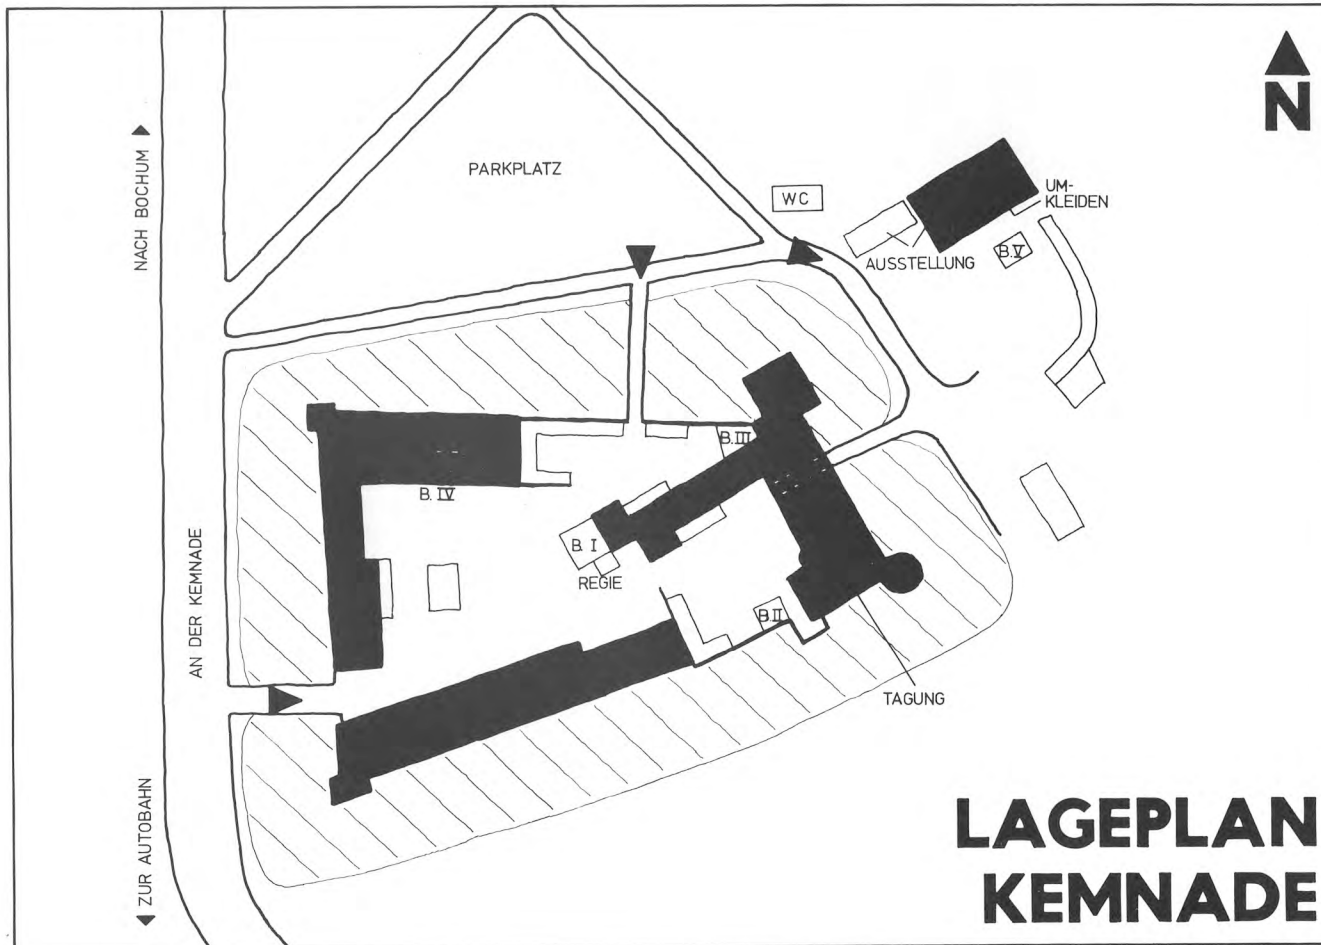 N
NACH BOCHUM
PARKPLATZ
WC
UM-
KLEIDEN
AUSSTELLUNG
B.V
B.III
B. IV
B. I
REGIE
B.II
AN DER KEMNADE
TAGUNG
ZUR AUTOBAHN
LAGEPLAN
KEMNADE